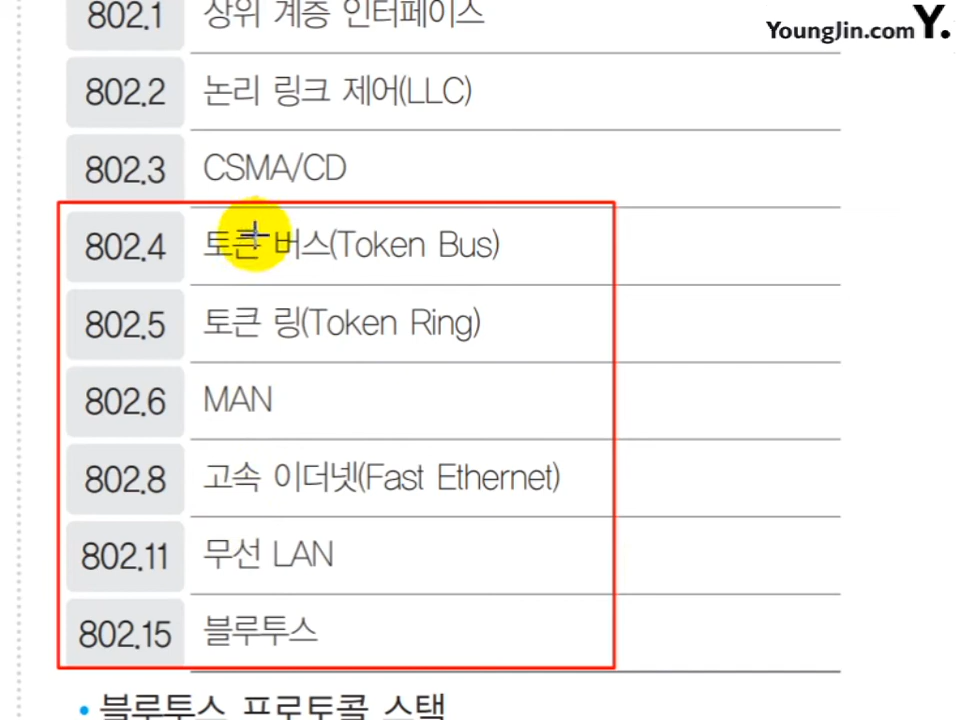 802.1 상위 계층 인터페이스
YoungJin.com Y.
802.2 논리 링크 제어(LLC)
802.3 CSMA/CD
802.4 토큰 버스(Token Bus)
802.5 토큰 링(Token Ring)
802.6 MAN
802.8 고속 이더넷(Fast Ethernet)
802.11 무선 LAN
802.15 블루투스
• 블루투스 프로토콜 스택